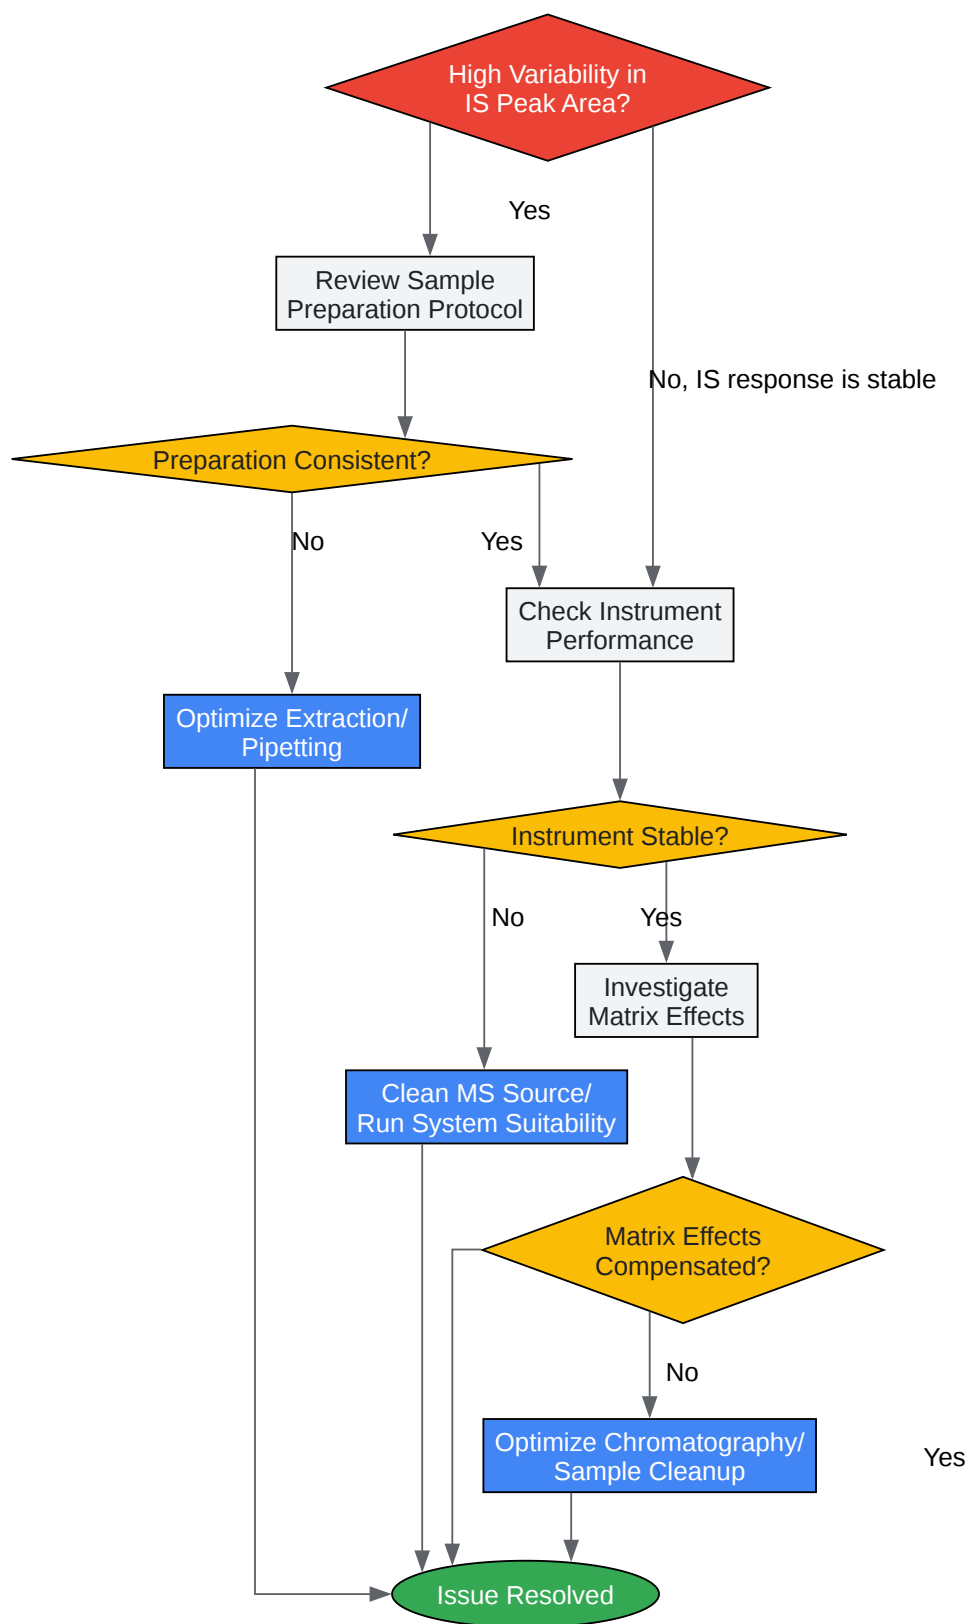 High Variability in
IS Peak Area?
Yes
Review Sample
Preparation Protocol
No, IS response is stable
Preparation Consistent?
No
Yes
Check Instrument
Performance
Optimize Extraction/
Pipetting
Instrument Stable?
No
Yes
Investigate
Matrix Effects
Clean MS Source/
Run System Suitability
Matrix Effects
Compensated?
No
Optimize Chromatography/
Sample Cleanup
Yes
Issue Resolved